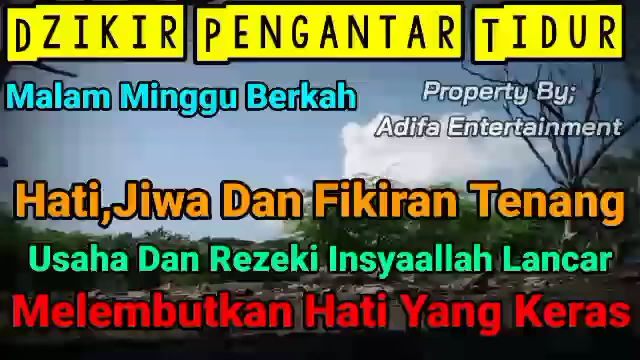 Dzikir Pengantar Tidur
Malam Minggu Berkah
Property By;
Adifa Entertainment
Hati,Jiwa Dan Fikiran Tenang
Usaha Dan Rezeki Insyaallah Lancar
Melembutkan Hati Yang Keras